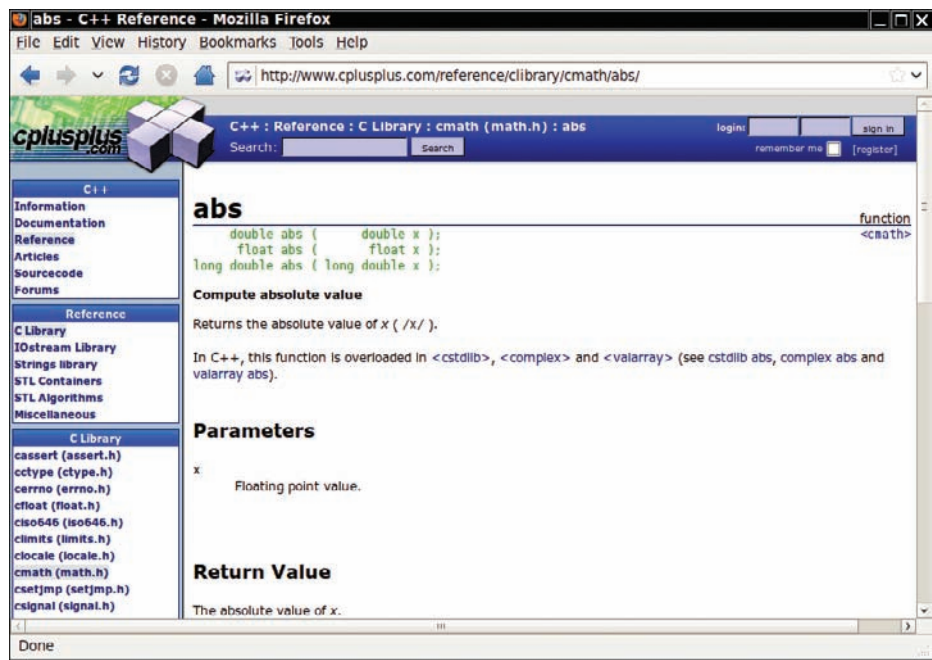 abs - C++ Reference - Mozilla Firefox
File Edit View History Bookmarks Tools Help
http://www.cplusplus.com/reference/clibrary/cmath/abs/
cplusplus
.com
C++ : Reference : C Library : cmath (math.h) : abs
login:
sign in
Search:
Search
remember me
[register]
C++
Information
Documentation
Reference
Articles
Sourcecode
Forums
Reference
C Library
IOstream Library
Strings library
STL Containers
STL Algorithms
Miscellaneous
C Library
cassert (assert.h)
cctype (ctype.h)
cerrno (errno.h)
cfloat (float.h)
ciso646 (iso646.h)
climits (limits.h)
clocale (locale.h)
cmath (math.h)
csetjmp (setjmp.h)
csignal (signal.h)
abs
function
double abs ( double x );
<cmath>
float abs ( float x );
long double abs ( long double x );
Compute absolute value
Returns the absolute value of x ( /x/ ).
In C++, this function is overloaded in <cstdlib>, <complex> and <valarray> (see cstdlib abs, complex abs and
valarray abs).
Parameters
x
Floating point value.
Return Value
The absolute value of x.
Done